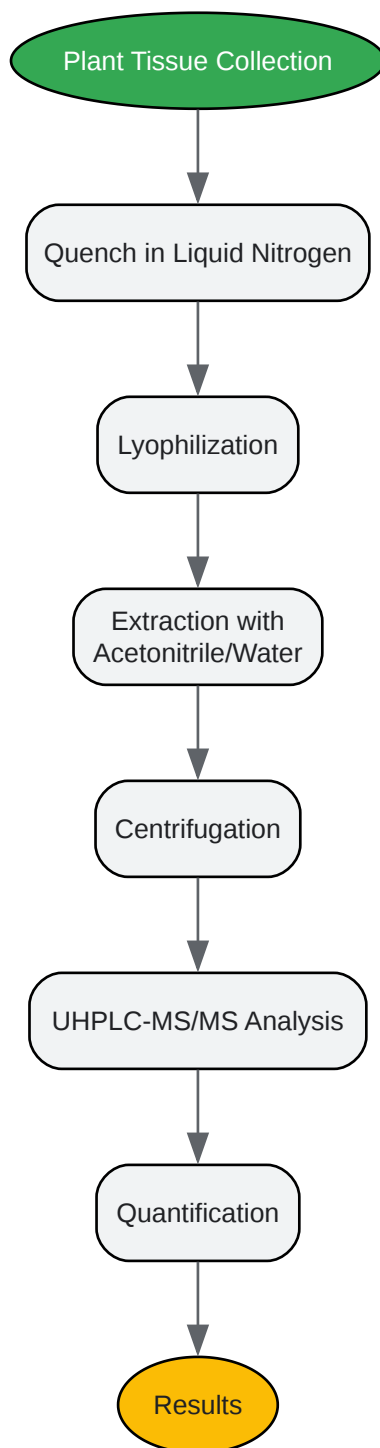 Plant Tissue Collection
Quench in Liquid Nitrogen
Lyophilization
Extraction with
Acetonitrile/Water
Centrifugation
UHPLC-MS/MS Analysis
Quantification
Results